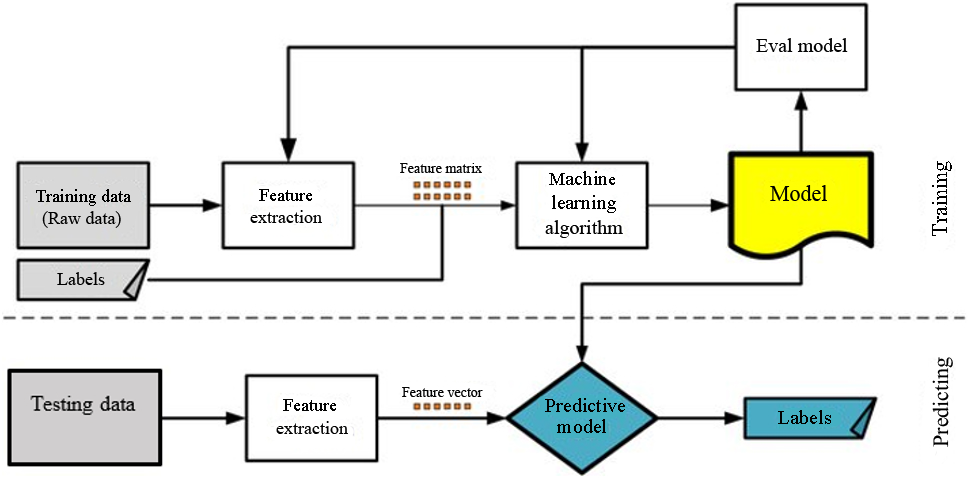 Eval model
Training data
(Raw data)
Feature
extraction
Feature matrix
Machine
learning
algorithm
Model
Training
Labels
Testing data
Feature
extraction
Feature vector
Predictive
model
Labels
Predicting